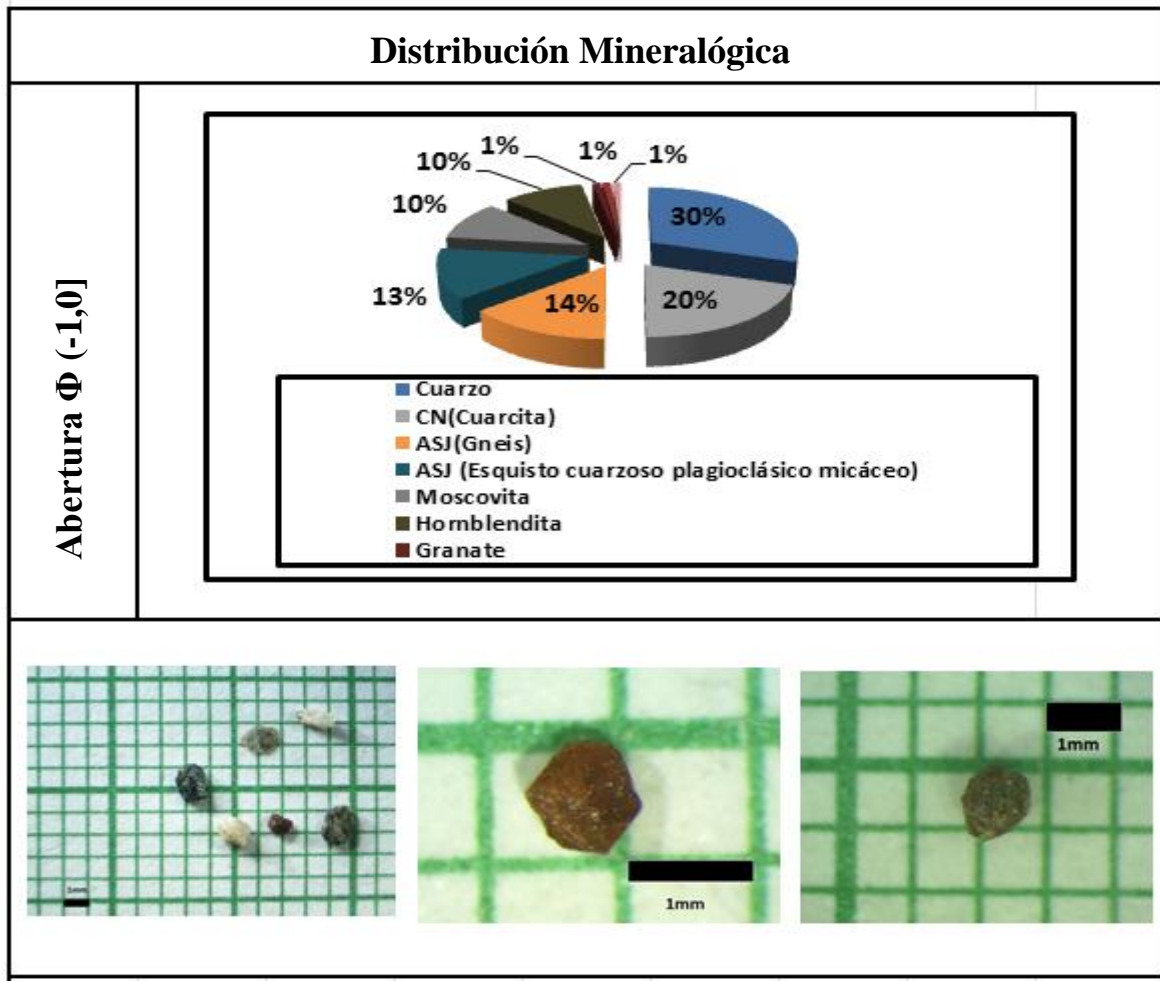 Distribución Mineralógica
Abertura Φ (-1,0]
1%
1%
1%
10%
10%
30%
13%
14%
20%
Cuarzo
CN(Cuarcita)
ASJ(Gneis)
ASJ (Esquisto cuarzoso plagioclásico micáceo)
Moscovita
Hornblendita
Granate
1mm
1mm
1mm